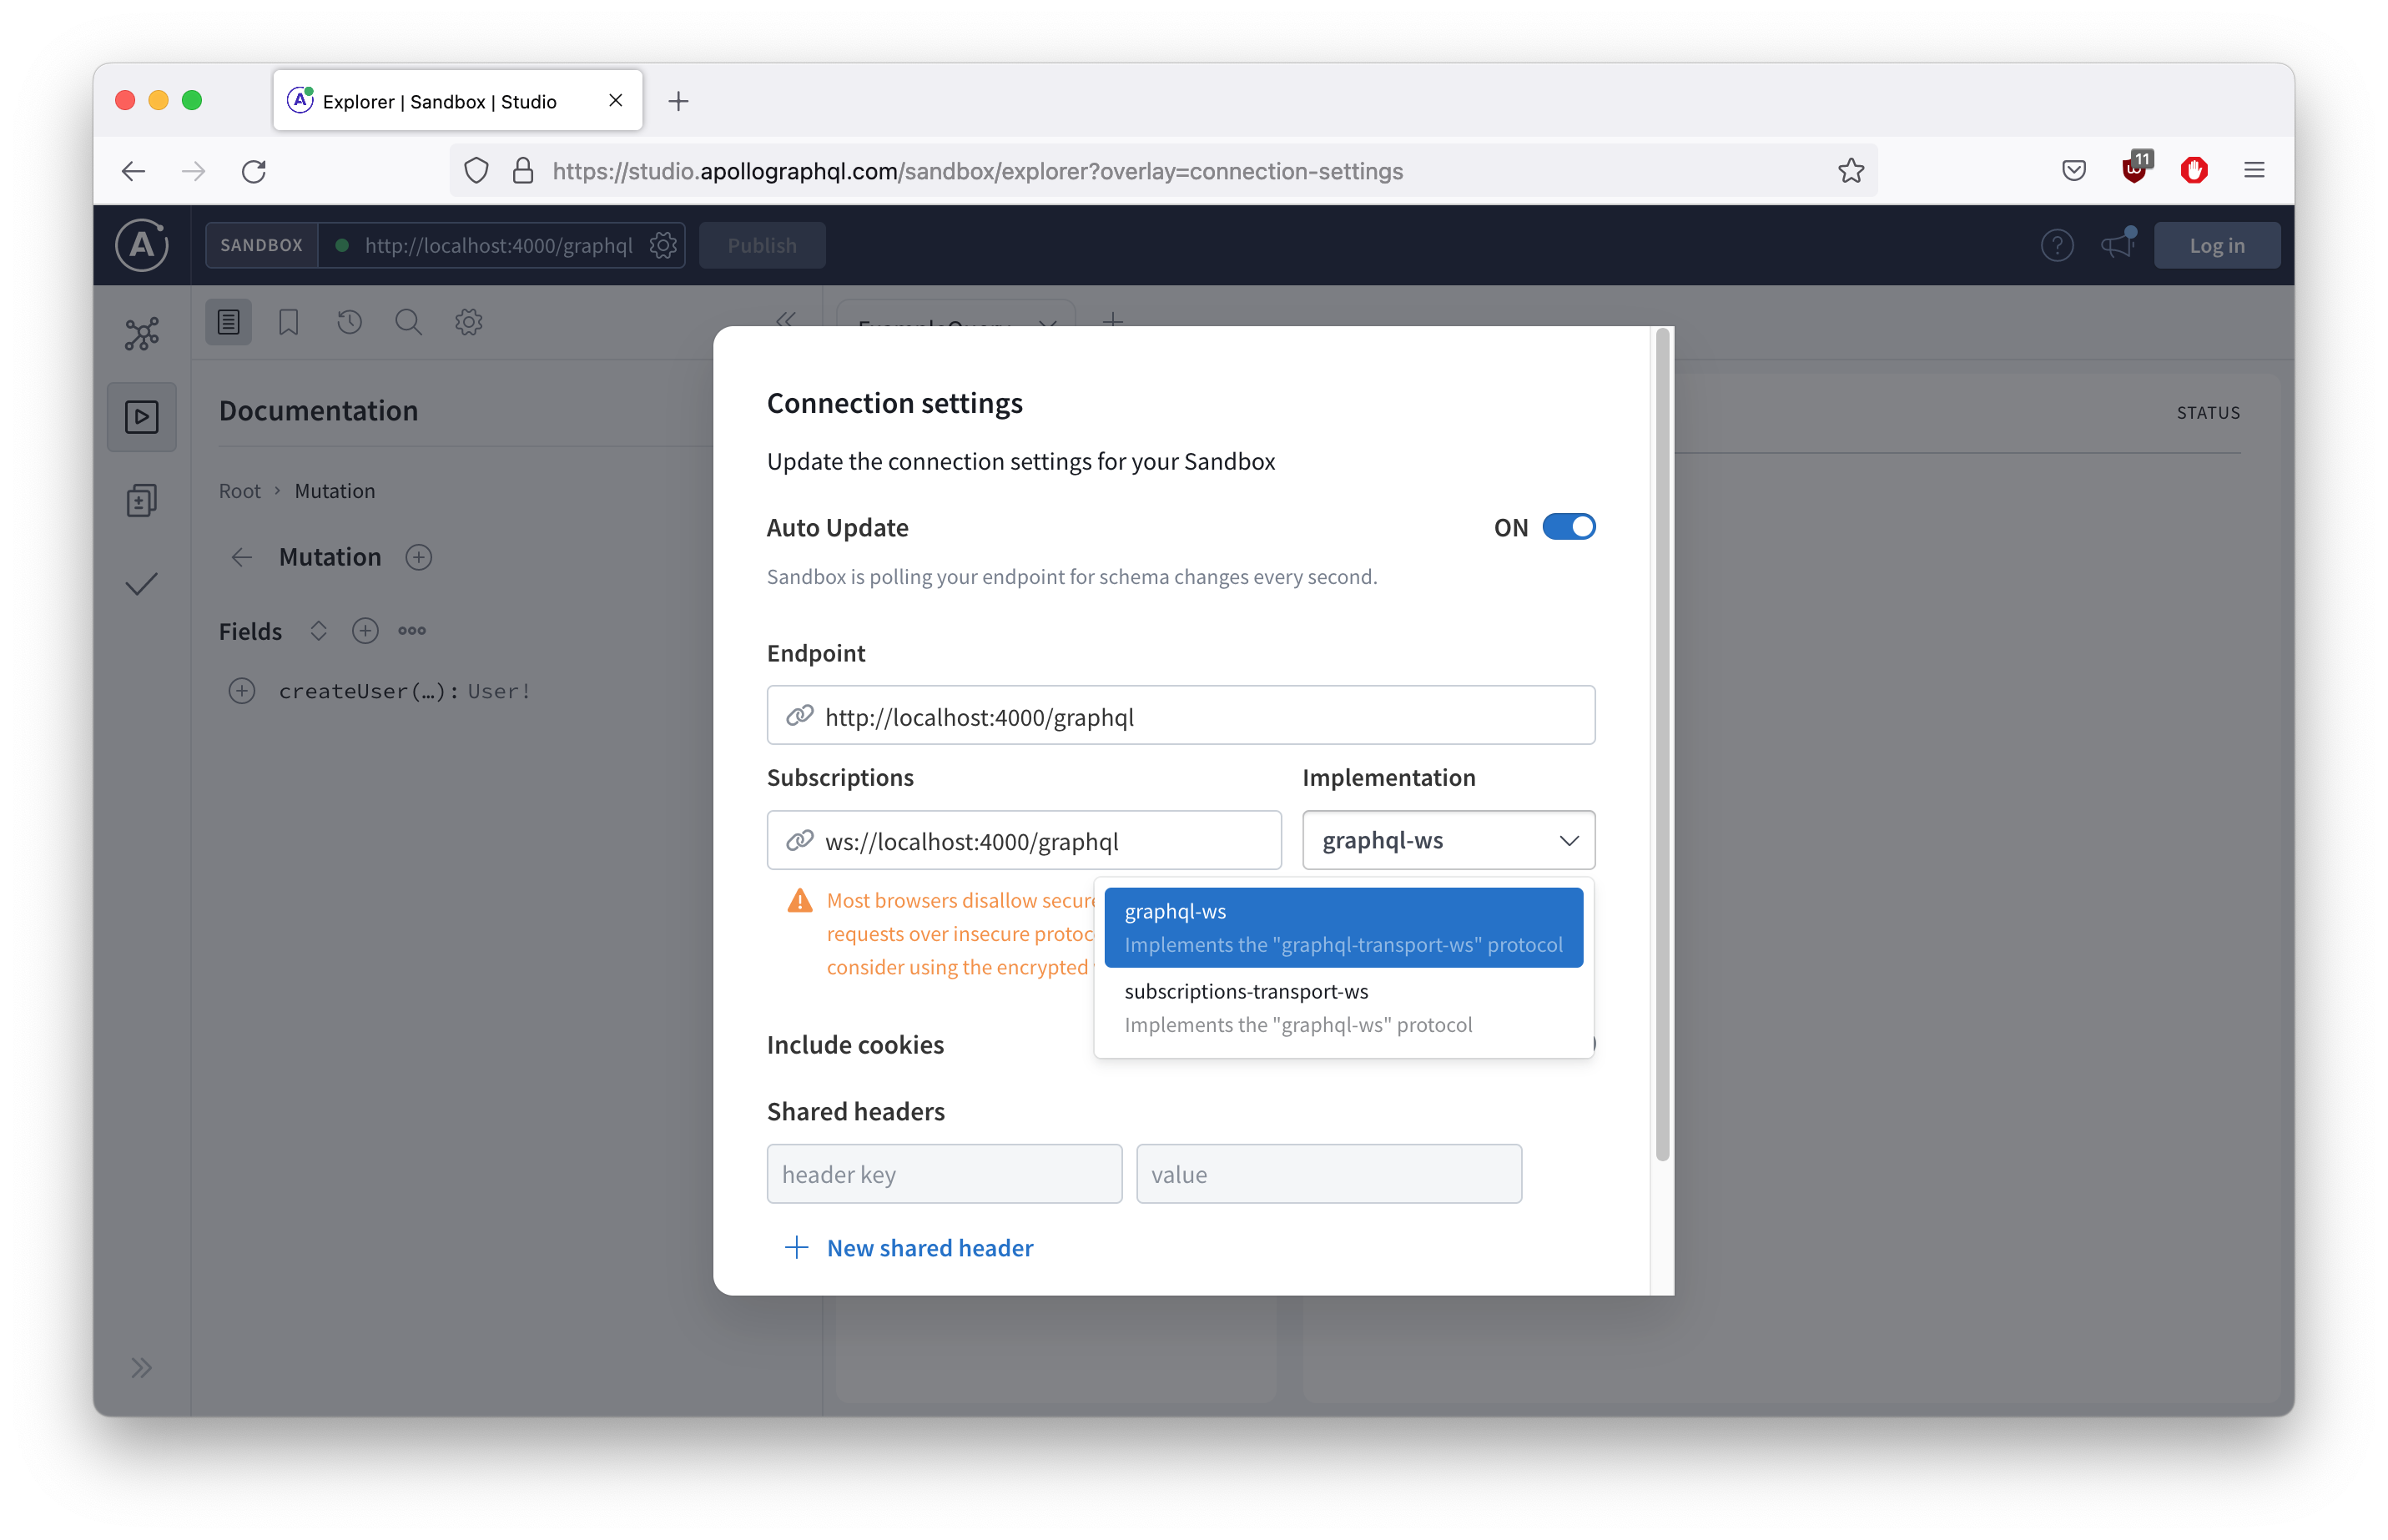 Explorer | Sandbox | Studio
https://studio.apollographql.com/sandbox/explorer?overlay=connection-settings
11
SANDBOX
http://localhost:4000/graphql
Publish
Log in
Documentation
Root › Mutation
Mutation
Fields
createUser(…): User!
STATUS
Connection settings
Update the connection settings for your Sandbox
Auto Update
ON
Sandbox is polling your endpoint for schema changes every second.
Endpoint
http://localhost:4000/graphql
Subscriptions
Implementation
ws://localhost:4000/graphql
graphql-ws
Most browsers disallow secure
requests over insecure
consider using the encrypted
graphql-ws
Implements the "graphql-transport-ws" protocol
subscriptions-transport-ws
Implements the "graphql-ws" protocol
Include cookies
Shared headers
header key
value
New shared header